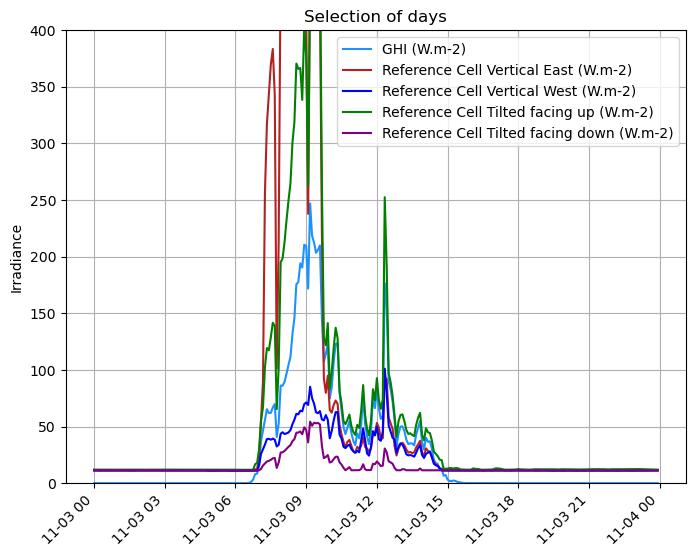 Selection of days
400
350
300
250
200
150
100
50
0
Irradiance
GHI (W.m-2)
Reference Cell Vertical East (W.m-2)
Reference Cell Vertical West (W.m-2)
Reference Cell Tilted facing up (W.m-2)
Reference Cell Tilted facing down (W.m-2)
11-03 00
11-03 03
11-03 06
11-03 09
11-03 12
11-03 15
11-03 18
11-03 21
11-04 00